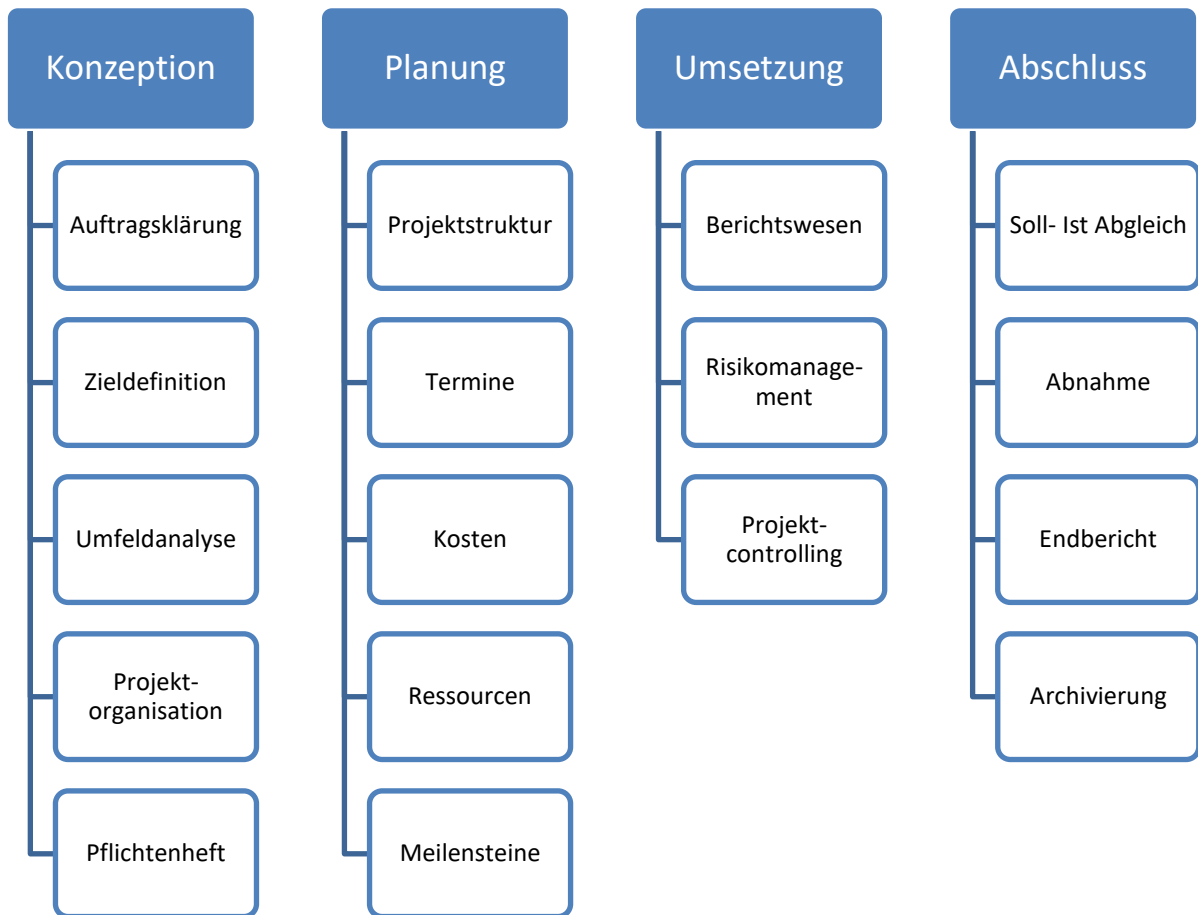 Konzeption
Auftragsklärung
Zieldefinition
Umfeldanalyse
Projekt-
organisation
Pflichtenheft
Planung
Projektstruktur
Termine
Kosten
Ressourcen
Meilensteine
Umsetzung
Berichtswesen
Risikomanage-
ment
Projekt-
controlling
Abschluss
Soll- Ist Abgleich
Abnahme
Endbericht
Archivierung